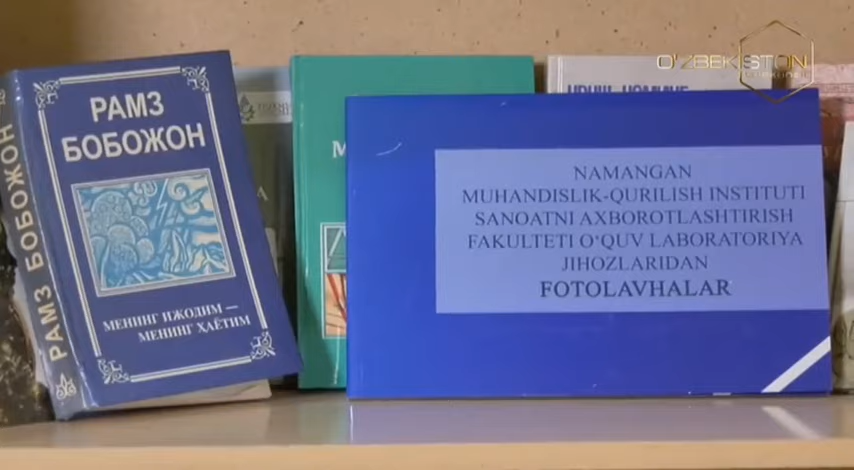 O'ZBEKISTON
РАМЗ
БОБОЖОН
МЕНИНГ ИЖОДИМ —
МЕНИНГ ҲАЁТИМ
РАМЗ БОБОЖОН
NAMANGAN
MUHANDISLIK-QURILISH INSTITUTI
SANOATNI AXBOROTLASHTIRISH
FAKULTETI O'QUV LABORATORIYA
JIHOZLARIDAN
FOTOLAVHALAR